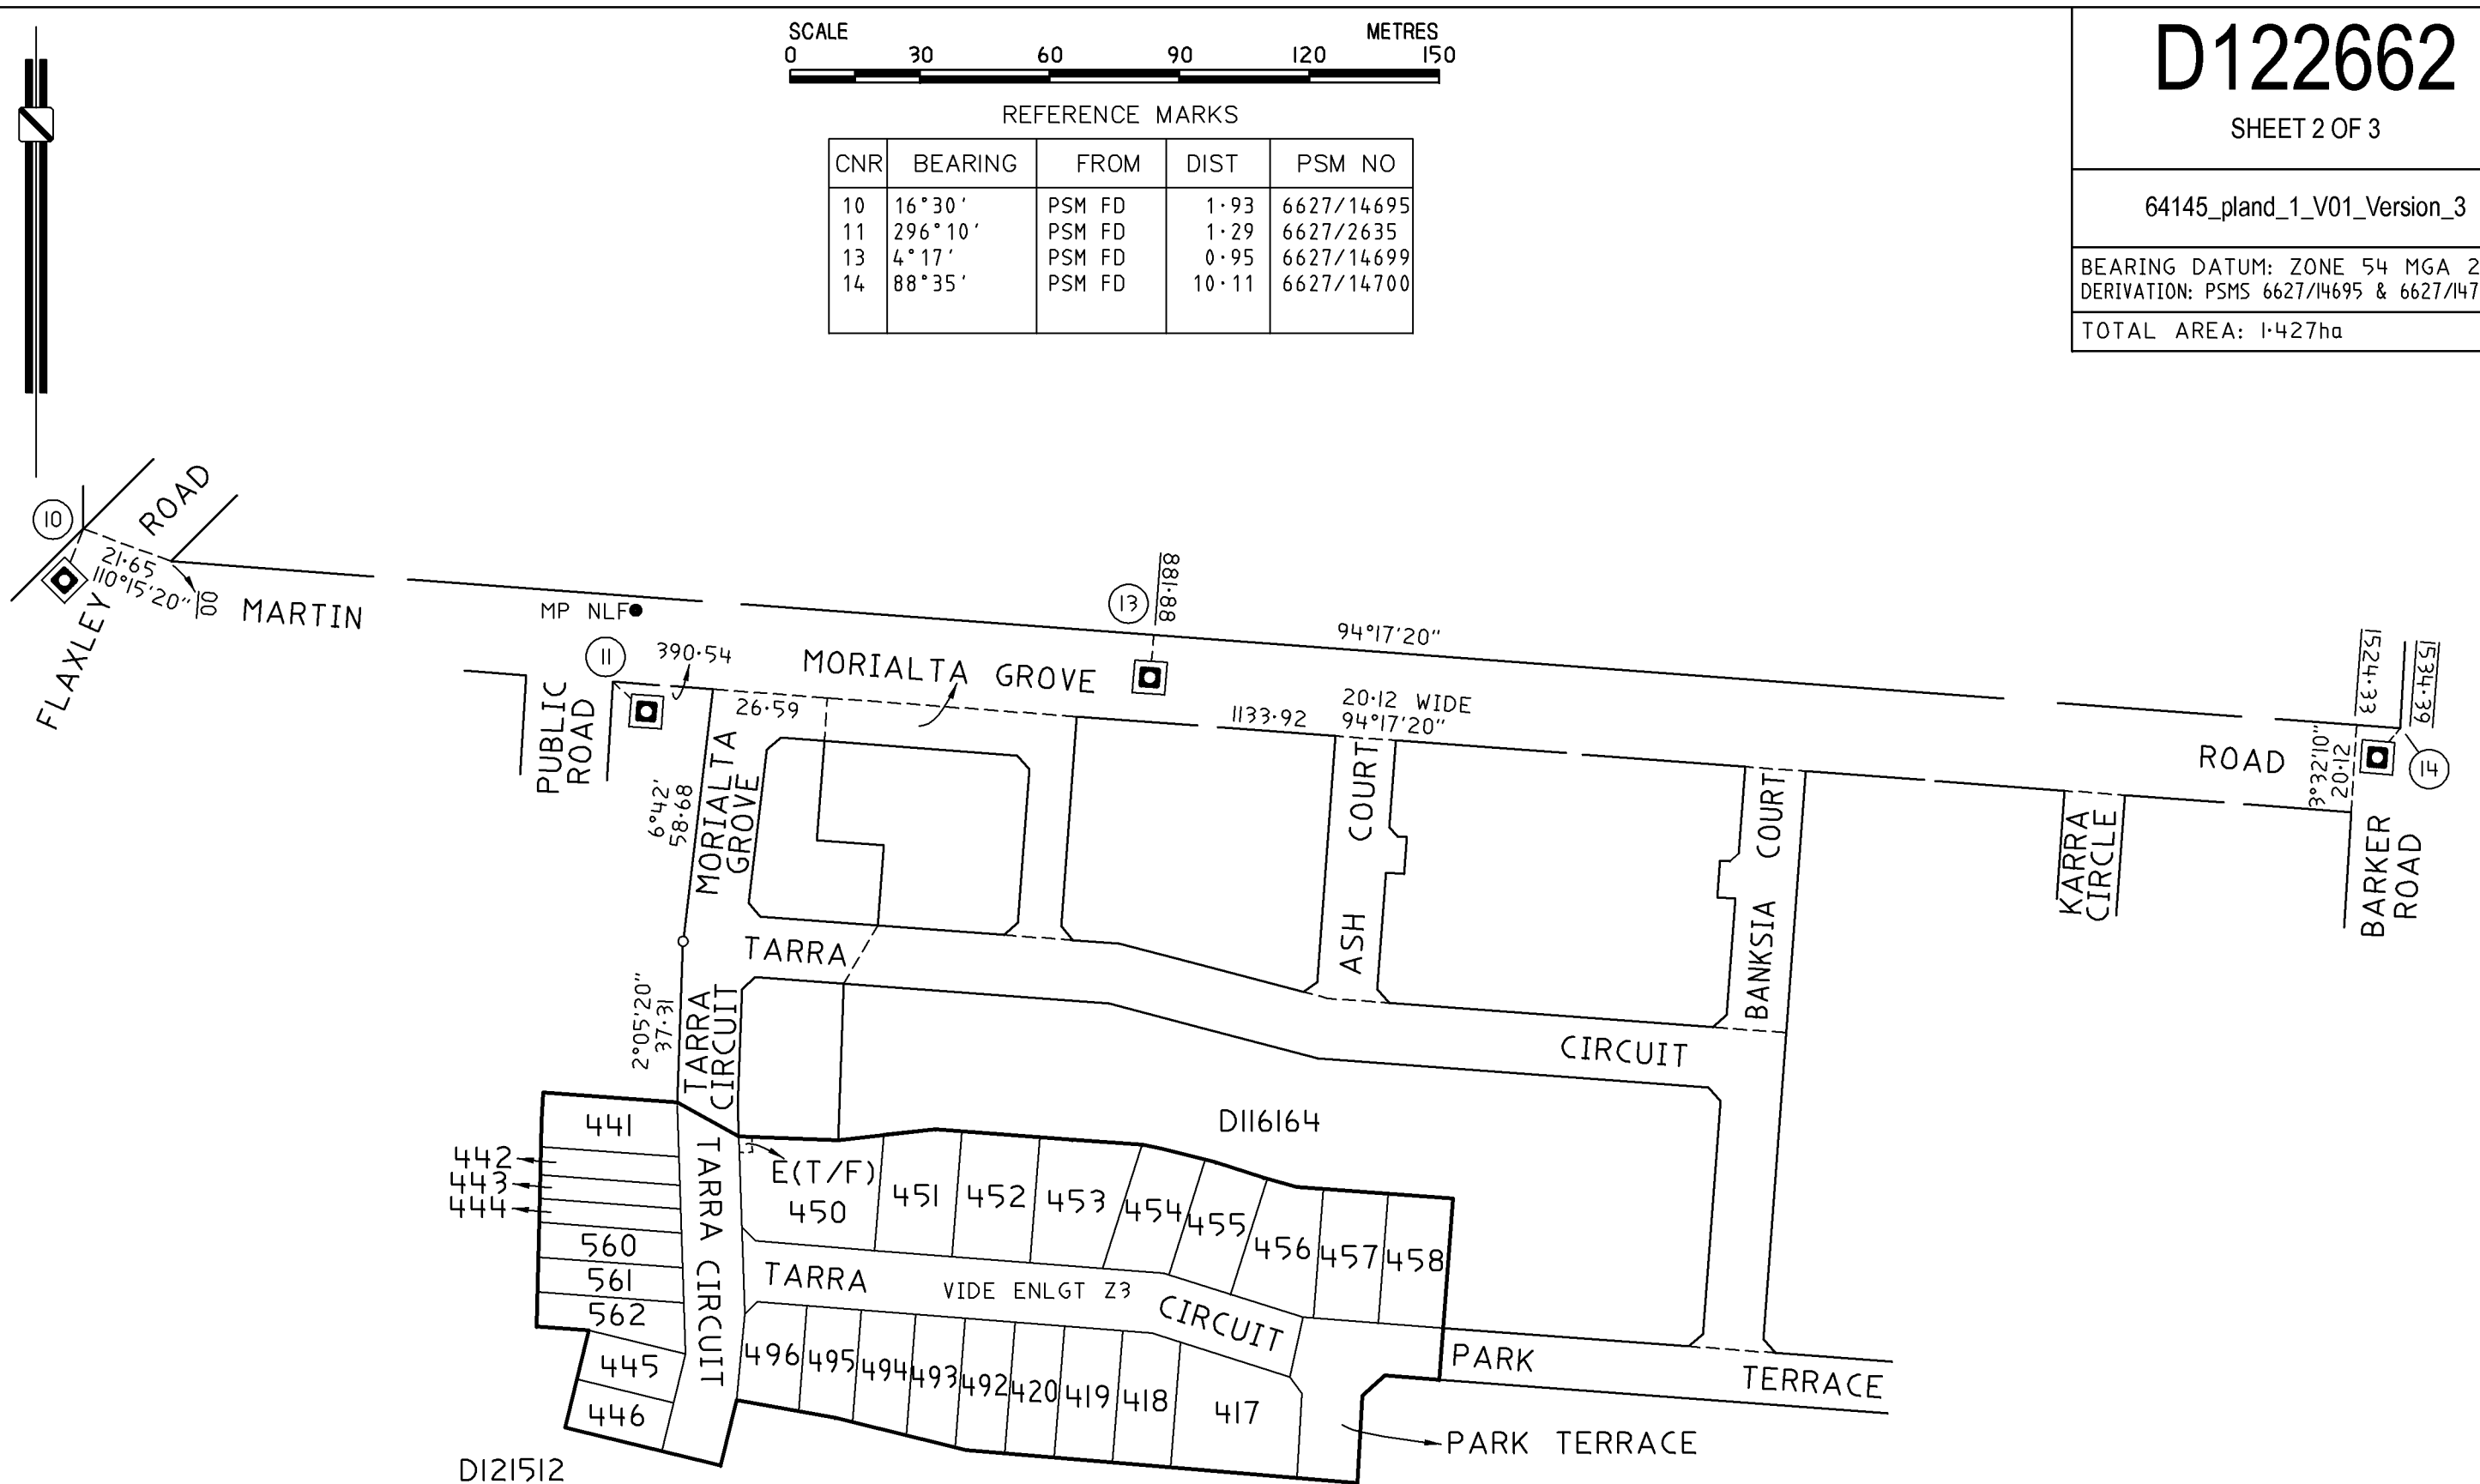 SCALE METRES
0 30 60 90 120 150
REFERENCE MARKS
CNR BEARING FROM DIST PSM NO
10 16°30' PSM FD 1·93 6627/14695
11 296°10' PSM FD 1·29 6627/2635
13 4°17' PSM FD 0·95 6627/14699
14 88°35' PSM FD 10·11 6627/14700
D122662
SHEET 2 OF 3
64145_pland_1_V01_Version_3
BEARING DATUM: ZONE 54 MGA 2
DERIVATION: PSMS 6627/14695 & 6627/147
TOTAL AREA: 1·427ha
10
ROAD
21·65
110°15'20"
00
FLAXLEY
MARTIN
MP NLF
11
390·54
13
881·88
94°17'20"
MORIALTA GROVE
26·59
1133·92
20·12 WIDE
94°17'20"
1524·33
1534·39
ROAD
3°32'10"
20·12
14
PUBLIC
ROAD
6°42'
58·68
MORIALTA
GROVE
ASH COURT
BANKSIA COURT
KARRA
CIRCLE
BARKER
ROAD
TARRA
2°05'20"
37·31
TARRA
CIRCUIT
CIRCUIT
D116164
441
442
443
444
560
561
562
445
446
TARRA CIRCUIT
E(T/F)
450
451
452
453
454
455
456
457
458
TARRA
VIDE ENLGT Z3
CIRCUIT
496
495
494
493
492
420
419
418
417
PARK
TERRACE
PARK TERRACE
D121512